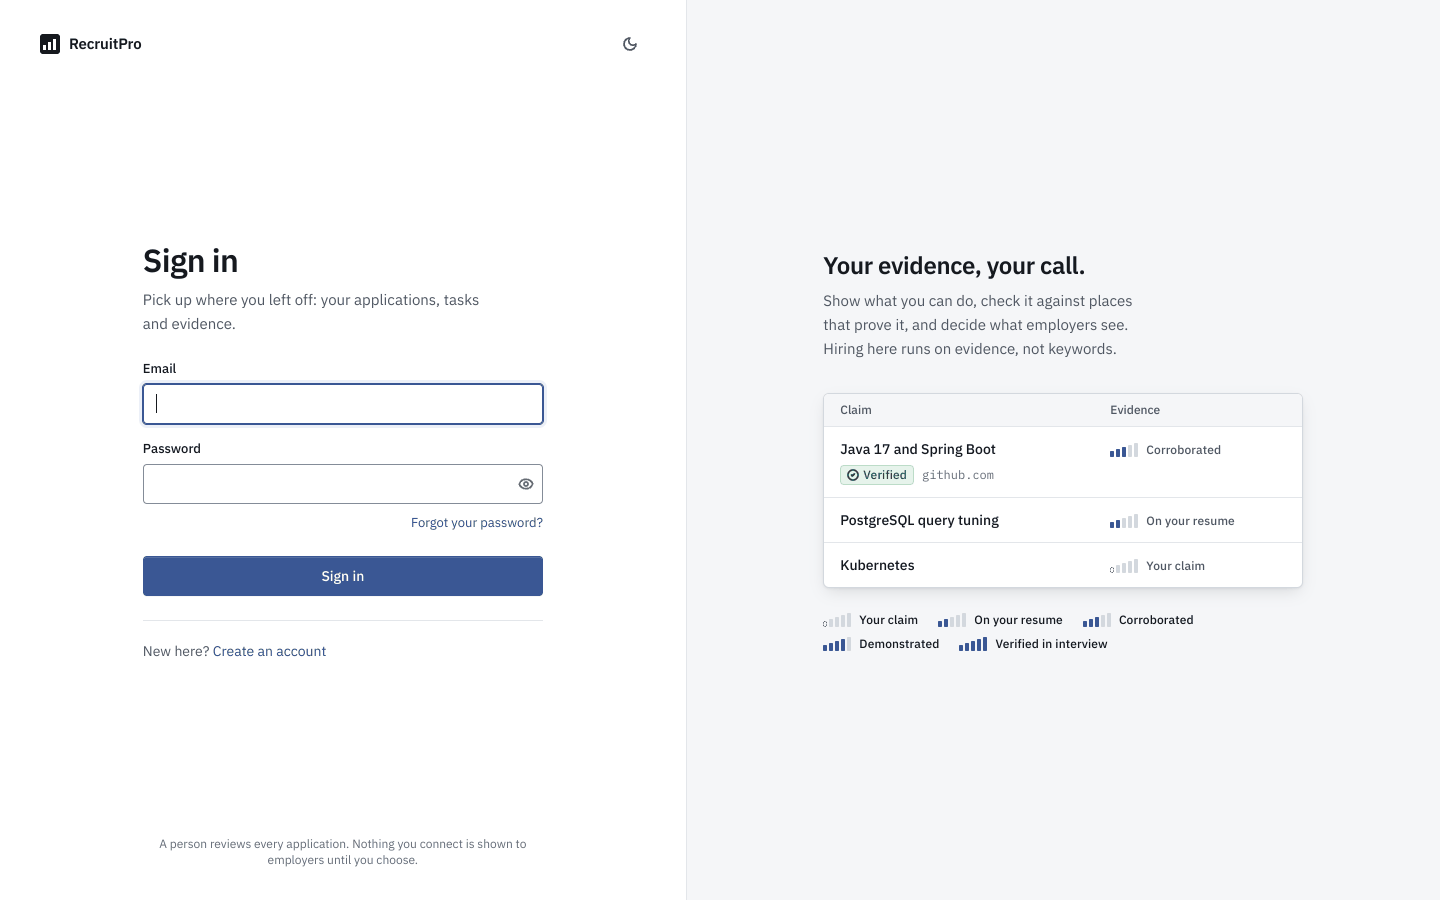 RecruitPro
Sign in
Pick up where you left off: your applications, tasks
and evidence.
Email
Password
Forgot your password?
Sign in
New here? Create an account
A person reviews every application. Nothing you connect is shown to
employers until you choose.
Your evidence, your call.
Show what you can do, check it against places
that prove it, and decide what employers see.
Hiring here runs on evidence, not keywords.
Claim Evidence
Java 17 and Spring Boot Corroborated
Verified github.com
PostgreSQL query tuning On your resume
Kubernetes Your claim
Your claim On your resume Corroborated
Demonstrated Verified in interview